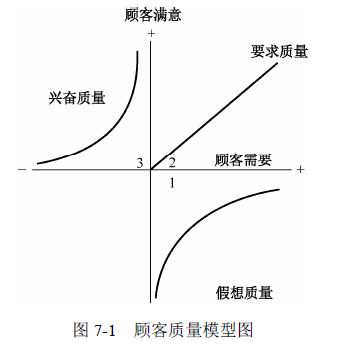 顾客满意
+
要求质量
兴奋质量
3 2
顾客需要
− +
1
假想质量
图 7-1 顾客质量模型图